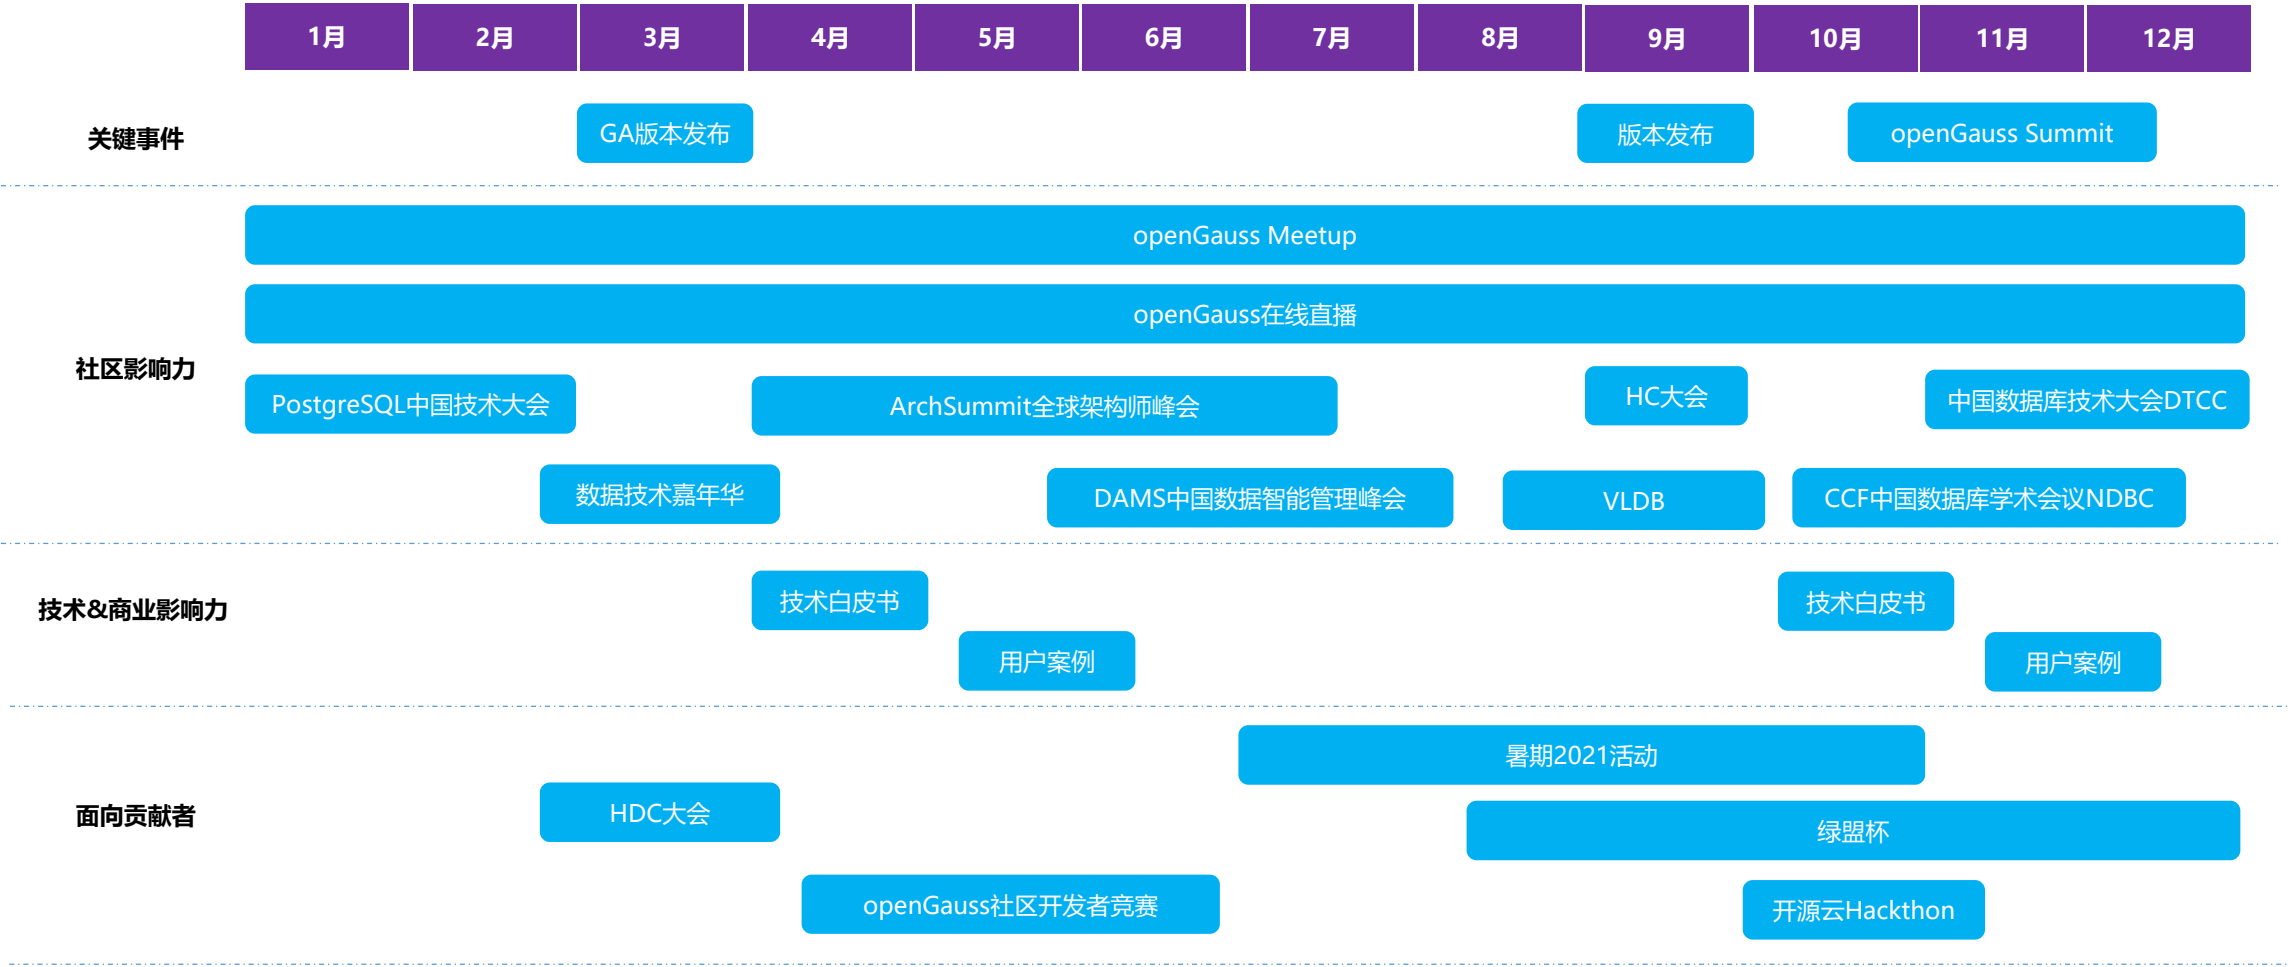 1月 2月 3月 4月 5月 6月 7月 8月 9月 10月 11月 12月
关键事件
GA版本发布
版本发布
openGauss Summit
社区影响力
openGauss Meetup
openGauss在线直播
PostgreSQL中国技术大会
ArchSummit全球架构师峰会
HC大会
中国数据库技术大会DTCC
数据技术嘉年华
DAMS中国数据智能管理峰会
VLDB
CCF中国数据库学术会议NDBC
技术&商业影响力
技术白皮书
技术白皮书
用户案例
用户案例
面向贡献者
暑期2021活动
HDC大会
绿盟杯
openGauss社区开发者竞赛
开源云Hackthon